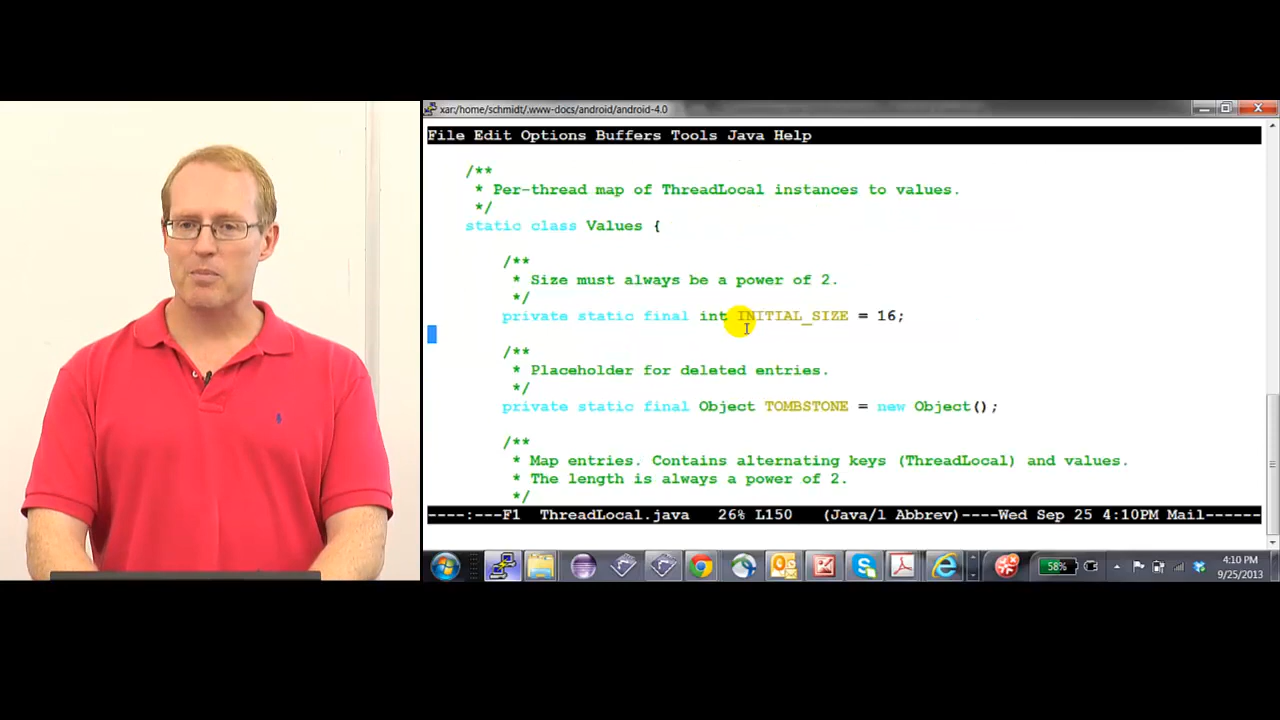 xar:/home/schmidt/.www-docs/android/android-4.0
File Edit Options Buffers Tools Java Help
/**
* Per-thread map of ThreadLocal instances to values.
*/
static class Values {
/**
* Size must always be a power of 2.
*/
private static final int INITIAL_SIZE = 16;
/**
* Placeholder for deleted entries.
*/
private static final Object TOMBSTONE = new Object();
/**
* Map entries. Contains alternating keys (ThreadLocal) and values.
* The length is always a power of 2.
*/
----:---F1 ThreadLocal.java 26% L150 (Java/l Abbrev)----Wed Sep 25 4:10PM Mail------
58%
4:10 PM
9/25/2013